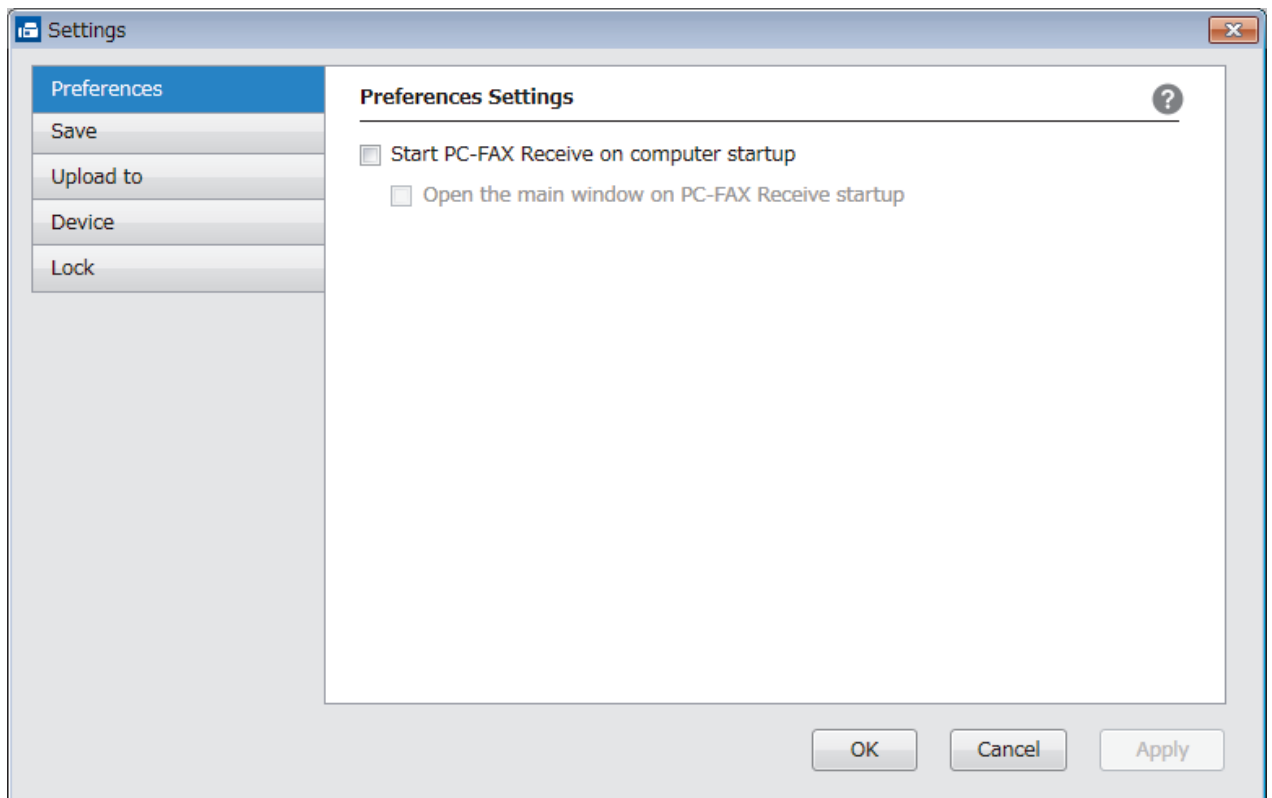 Settings
Preferences
Save
Upload to
Device
Lock
Preferences Settings
?
Start PC-FAX Receive on computer startup
Open the main window on PC-FAX Receive startup
OK
Cancel
Apply